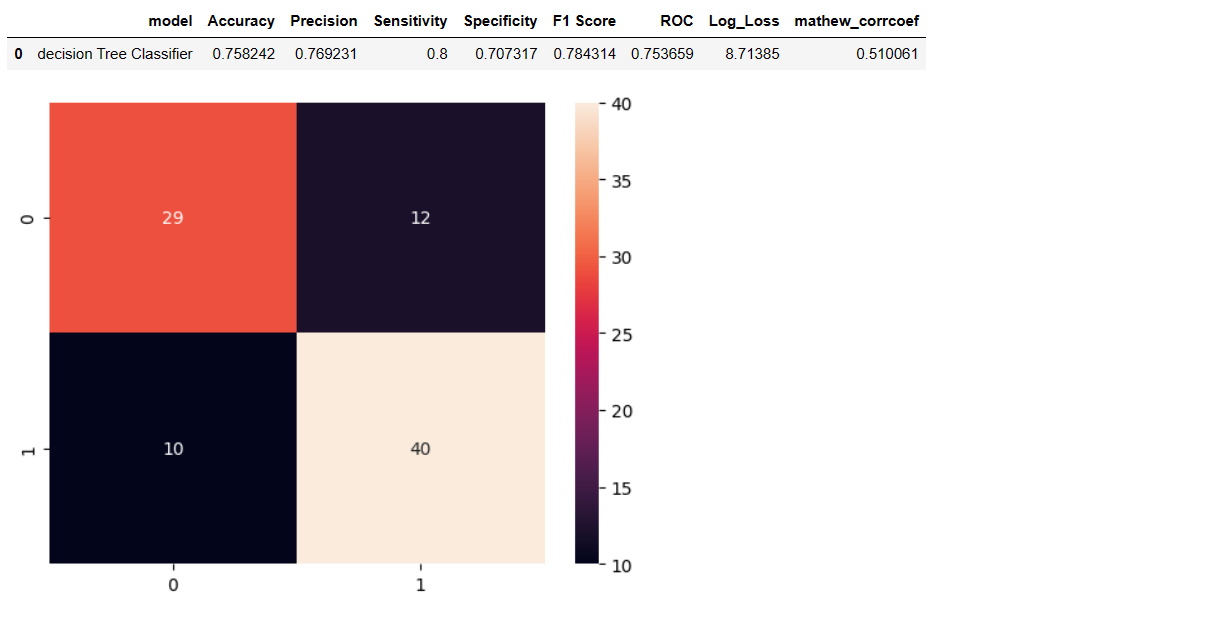 model Accuracy Precision Sensitivity Specificity F1 Score ROC Log_Loss mathew_corrcoef
0 decision Tree Classifier 0.758242 0.769231 0.8 0.707317 0.784314 0.753659 8.71385 0.510061
40
35
0 29 12
30
25
20
1 10 40
15
10
0 1